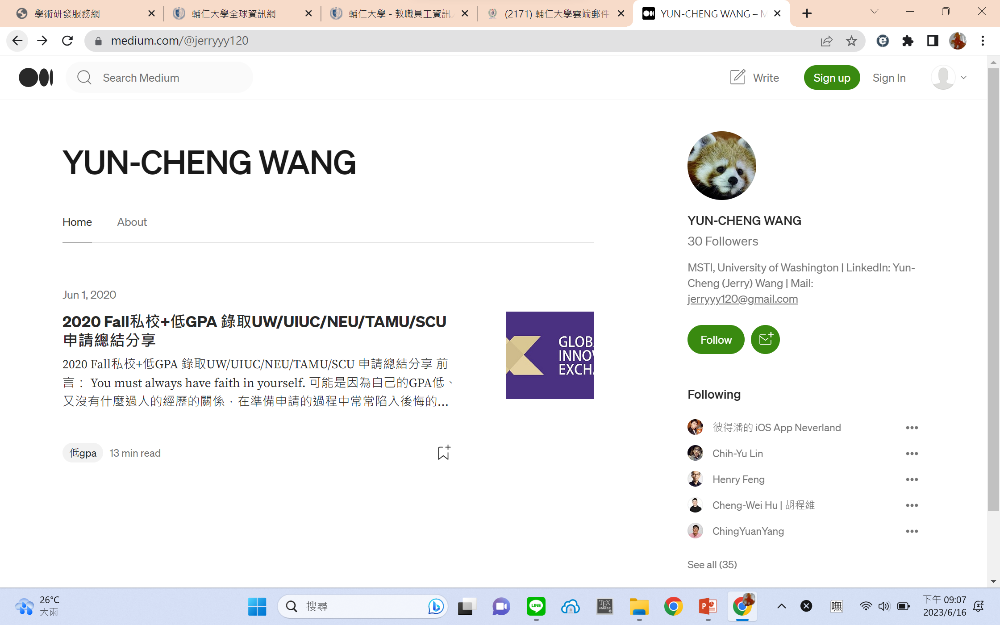 學術研發服務網
輔仁大學全球資訊網
輔仁大學 - 教職員工資訊
(2171) 輔仁大學雲端郵件
YUN-CHENG WANG – M
medium.com/@jerryyy120
Search Medium
Write
Sign up
Sign In
YUN-CHENG WANG
Home
About
Jun 1, 2020
2020 Fall私校+低GPA 錄取UW/UIUC/NEU/TAMU/SCU
申請總結分享
2020 Fall私校+低GPA 錄取UW/UIUC/NEU/TAMU/SCU 申請總結分享 前
言： You must always have faith in yourself. 可能是因為自己的GPA低、
又沒有什麼過人的經歷的關係，在準備申請的過程中常常陷入後悔的…
GLOB
INNO
EXCH
低gpa
13 min read
YUN-CHENG WANG
30 Followers
MSTI, University of Washington | LinkedIn: Yun-
Cheng (Jerry) Wang | Mail:
jerryyy120@gmail.com
Follow
Following
彼得潘的 iOS App Neverland
Chih-Yu Lin
Henry Feng
Cheng-Wei Hu | 胡程維
ChingYuanYang
See all (35)
26°C
大雨
搜尋
LINE
TEX
MAKER
P
嘸
下午 09:07
2023/6/16